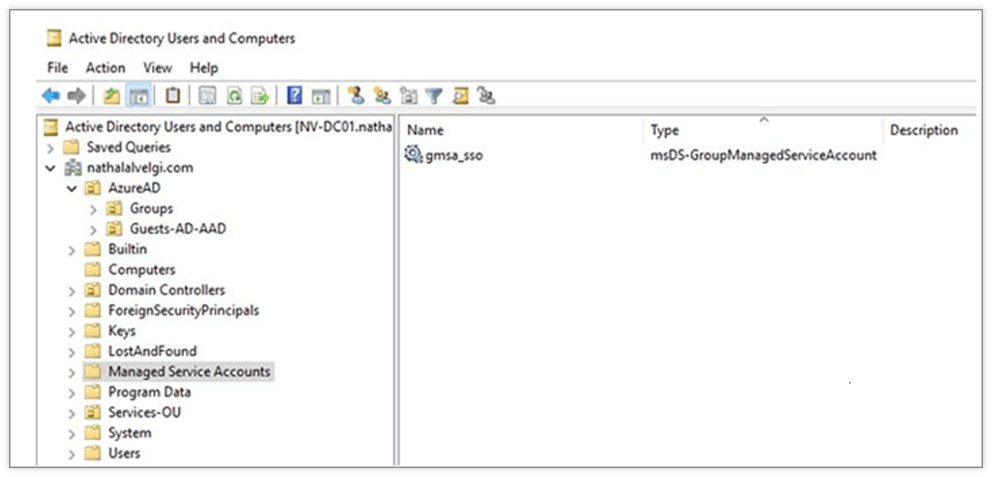 Active Directory Users and Computers
File Action View Help
Active Directory Users and Computers [NV-DC01.natha
Saved Queries
nathalalvelgi.com
AzureAD
Groups
Guests-AD-AAD
Builtin
Computers
Domain Controllers
ForeignSecurityPrincipals
Keys
LostAndFound
Managed Service Accounts
Program Data
Services-OU
System
Users
Name Type Description
gmsa_sso msDS-GroupManagedServiceAccount